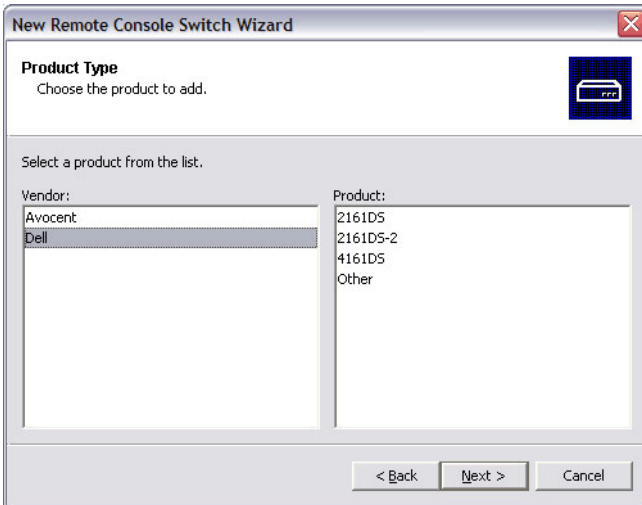 New Remote Console Switch Wizard
Product Type
Choose the product to add.
Select a product from the list.
Vendor:
Avocent
Dell
Product:
2161DS
2161DS-2
4161DS
Other
< Back
Next >
Cancel